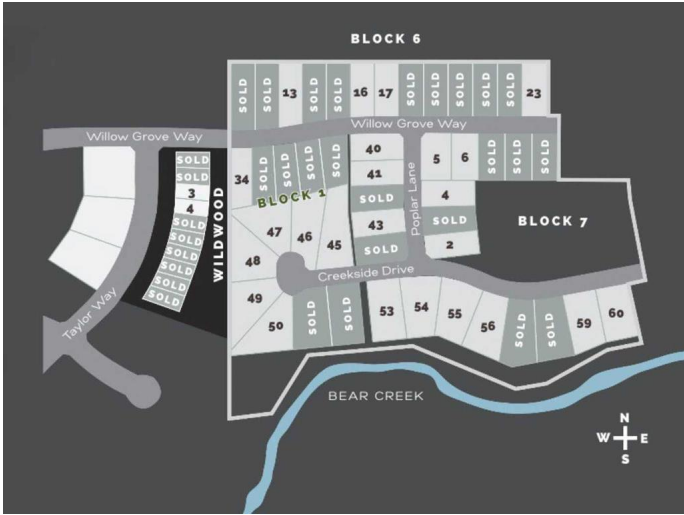 BLOCK 6
SOLD
SOLD
13
SOLD
SOLD
16
17
SOLD
SOLD
SOLD
SOLD
SOLD
23
Willow Grove Way
Willow Grove Way
SOLD
SOLD
3
4
SOLD
SOLD
SOLD
SOLD
SOLD
SOLD
WILDWOOD
Taylor Way
34
SOLD
SOLD
SOLD
SOLD
BLOCK 1
40
41
SOLD
43
SOLD
Poplar Lane
5
6
SOLD
SOLD
SOLD
4
SOLD
2
BLOCK 7
47
46
45
48
49
50
Creekside Drive
SOLD
SOLD
53
54
55
56
SOLD
SOLD
59
60
BEAR CREEK
N
W
E
S